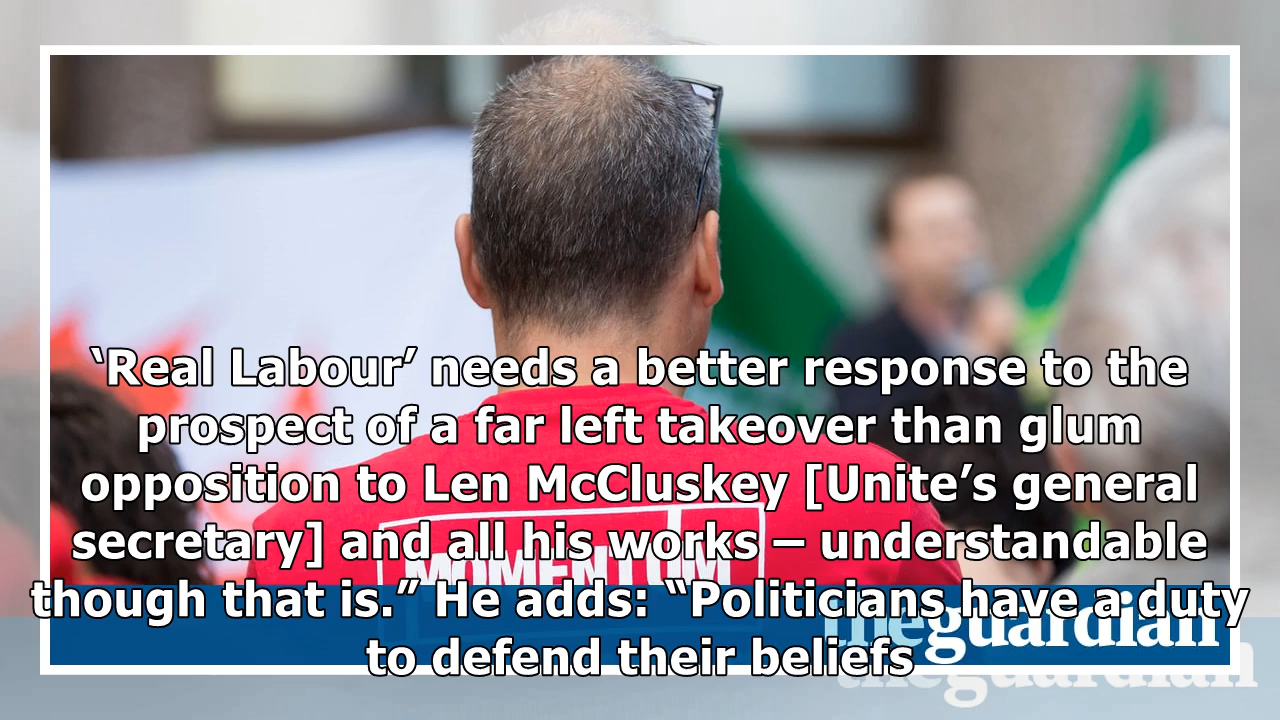 ‘Real Labour’ needs a better response to the
prospect of a far left takeover than glum
opposition to Len McCluskey [Unite’s general
secretary] and all his works – understandable
MOMENTUM
though that is.” He adds: “Politicians have a duty
theguardian
to defend their beliefs
theguardian